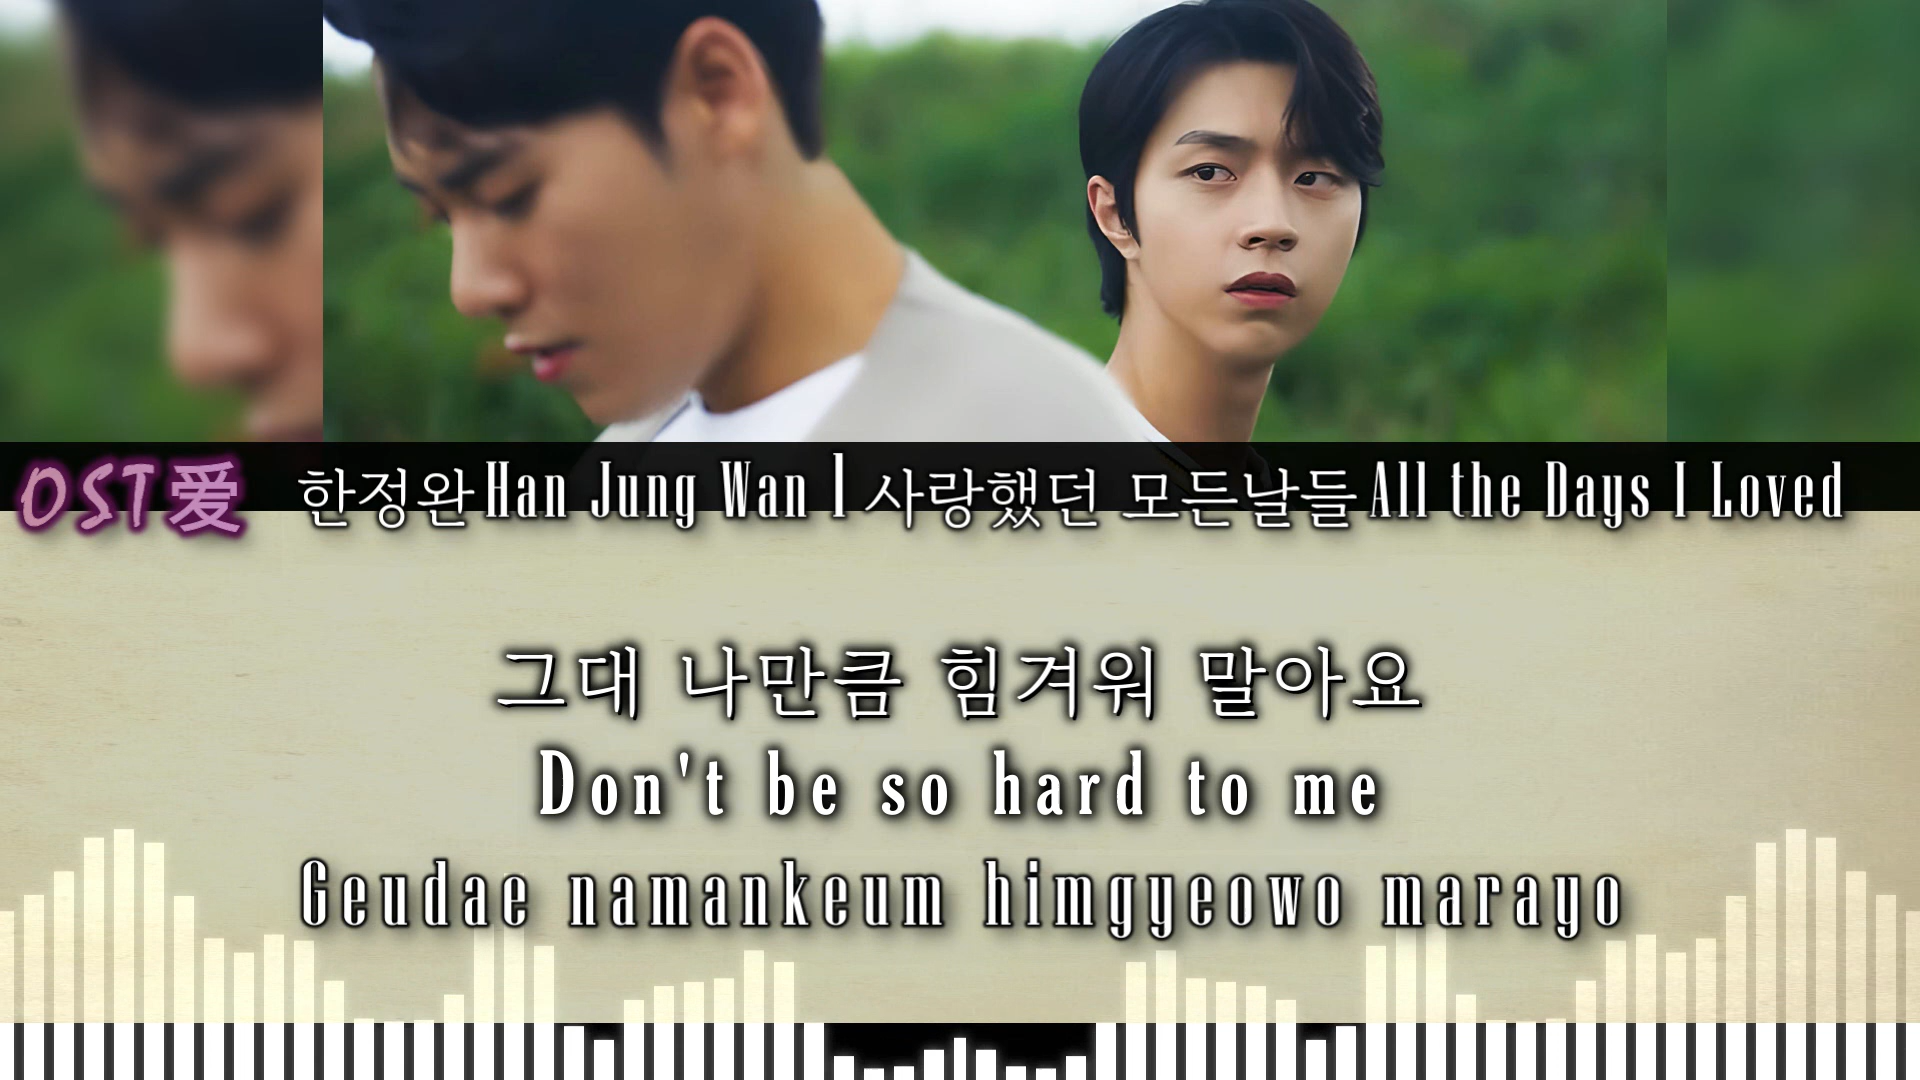 OST爱 한정완 Han Jung Wan l 사랑했던 모든날들 All the Days I Loved
그대 나만큼 힘겨워 말아요
Don't be so hard to me
Geudae namankeum himgyeowo marayo